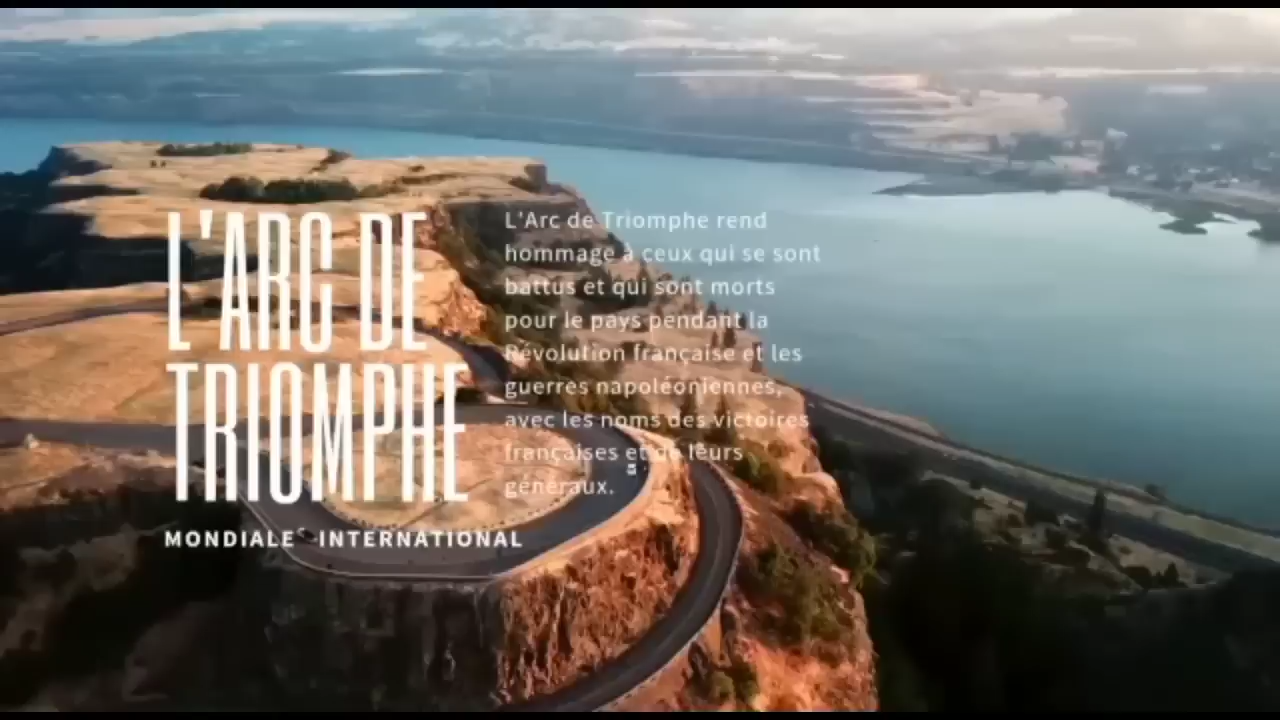 L'ARC DE
TRIOMPHE
MONDIALE INTERNATIONAL
L'Arc de Triomphe rend
hommage à ceux qui se sont
battus et qui sont morts
pour le pays pendant la
Révolution française et les
guerres napoléoniennes,
avec les noms des victoires
françaises et de leurs
généraux.